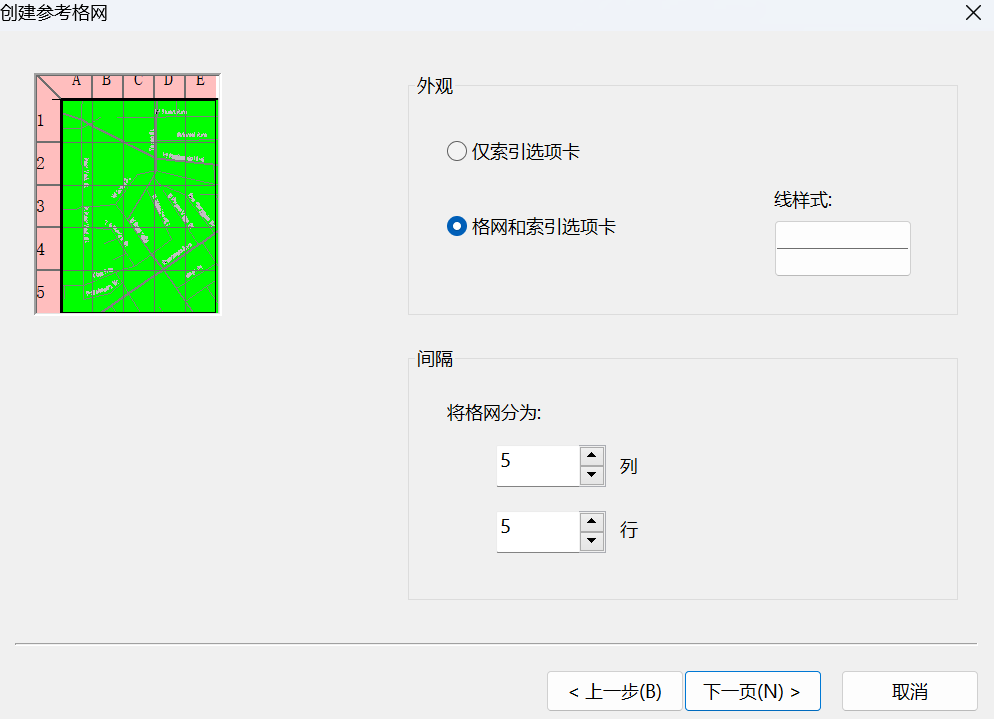 创建参考格网
A B C D E
1
2
3
4
5
外观
仅索引选项卡
格网和索引选项卡
线样式:
间隔
将格网分为:
5 列
5 行
< 上一步(B)
下一页(N) >
取消